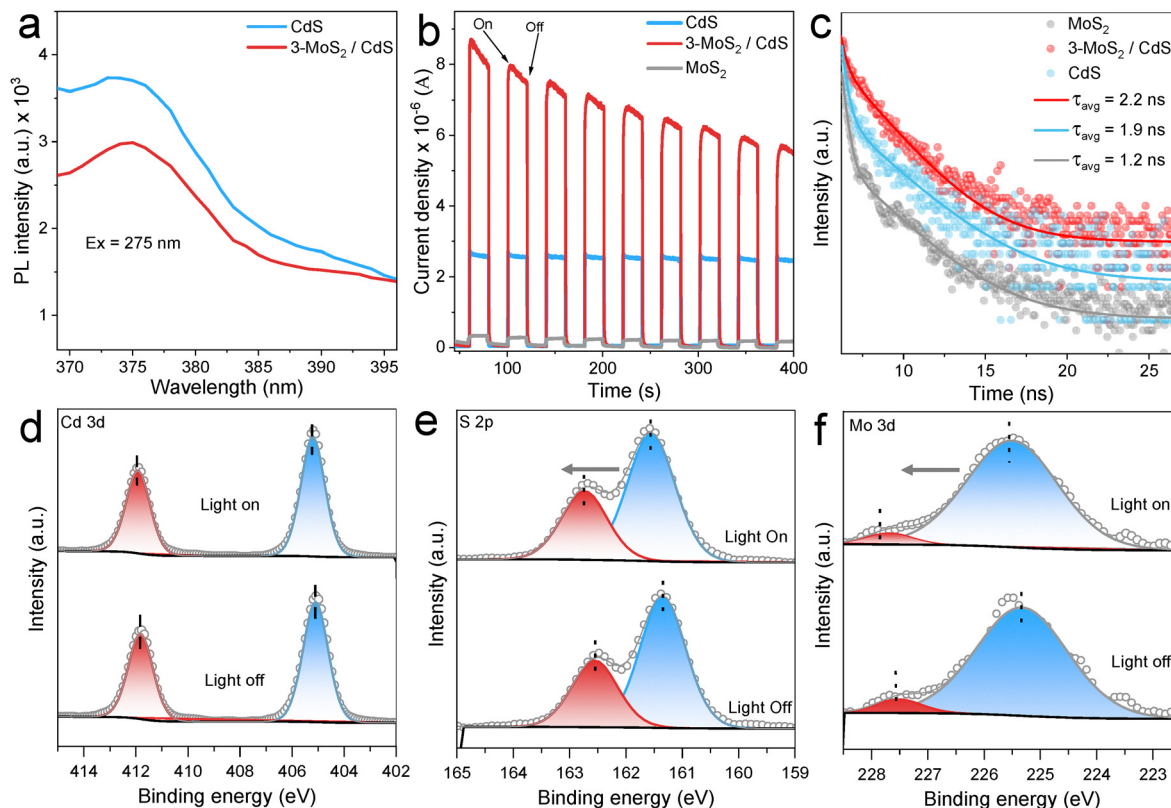 a
CdS
3-MoS₂ / CdS
Ex = 275 nm
PL intensity (a.u.) x 10³
4
3
2
1
370 375 380 385 390 395
Wavelength (nm)
b
On
Off
CdS
3-MoS₂ / CdS
MoS₂
Current density x 10⁻⁶ (A)
8
6
4
2
0
100 200 300 400
Time (s)
c
MoS₂
3-MoS₂ / CdS
CdS
τavg = 2.2 ns
τavg = 1.9 ns
τavg = 1.2 ns
Intensity (a.u.)
10 15 20 25
Time (ns)
d
Cd 3d
Light on
Light off
Intensity (a.u.)
414 412 410 408 406 404 402
Binding energy (eV)
e
S 2p
Light On
Light Off
Intensity (a.u.)
165 164 163 162 161 160 159
Binding energy (eV)
f
Mo 3d
Light on
Light off
Intensity (a.u.)
228 227 226 225 224 223
Binding energy (eV)